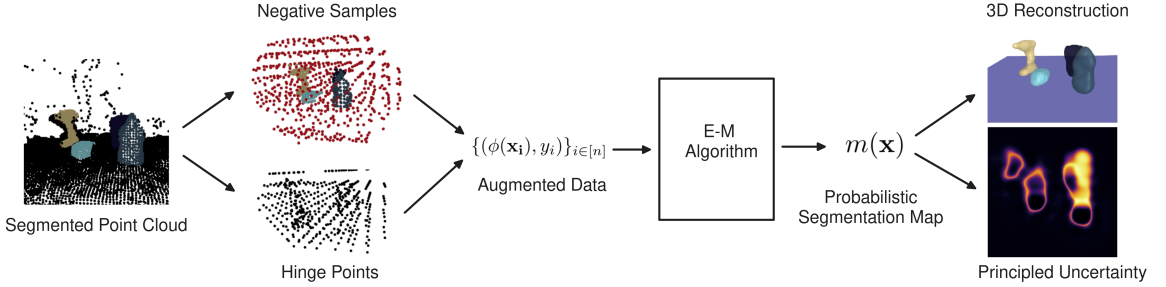 Negative Samples
3D Reconstruction
Segmented Point Cloud
Hinge Points
{(ϕ(𝐱ᵢ), yᵢ)}ᵢ∈[n]
Augmented Data
E-M
Algorithm
m(𝐱)
Probabilistic
Segmentation Map
Principled Uncertainty